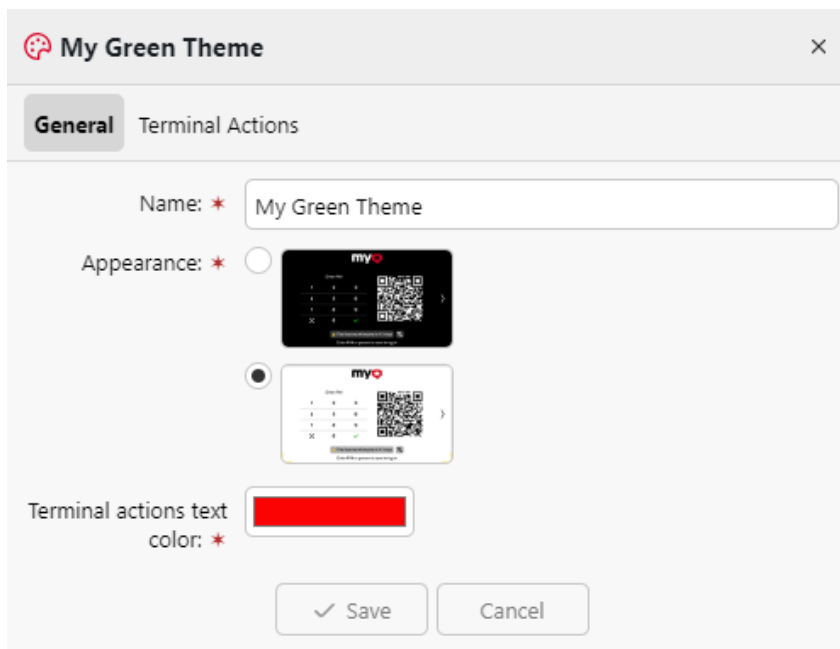 My Green Theme
General Terminal Actions
Name: ✶ My Green Theme
Appearance: ✶
myQ
myQ
Terminal actions text
color: ✶
Save Cancel